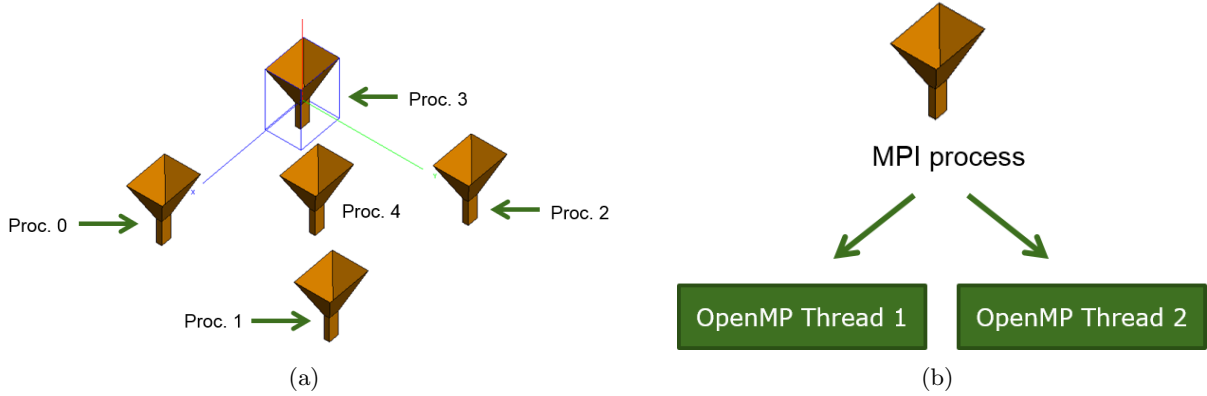 Proc. 3
Proc. 0
Proc. 4
Proc. 2
Proc. 1
X
Y
(a)
MPI process
OpenMP Thread 1
OpenMP Thread 2
(b)